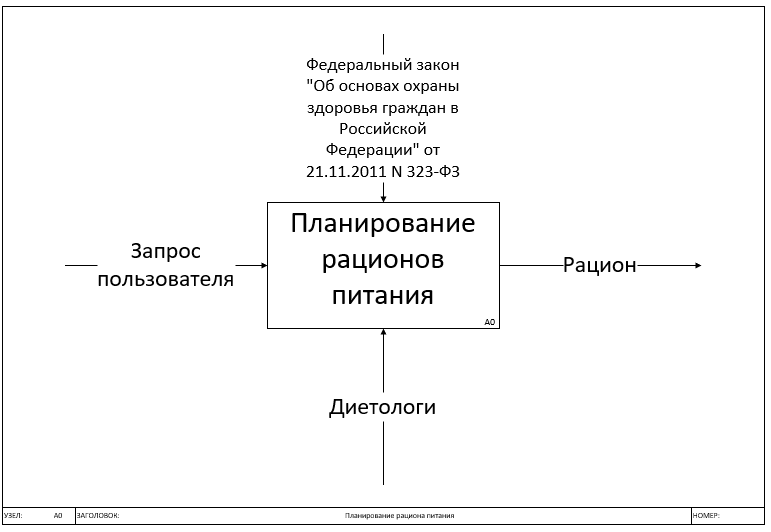 Федеральный закон
"Об основах охраны
здоровья граждан в
Российской
Федерации" от
21.11.2011 N 323-ФЗ
Планирование
рационов
питания
A0
Запрос
пользователя
Рацион
Диетологи
УЗЕЛ: A0 ЗАГОЛОВОК: Планирование рациона питания НОМЕР: